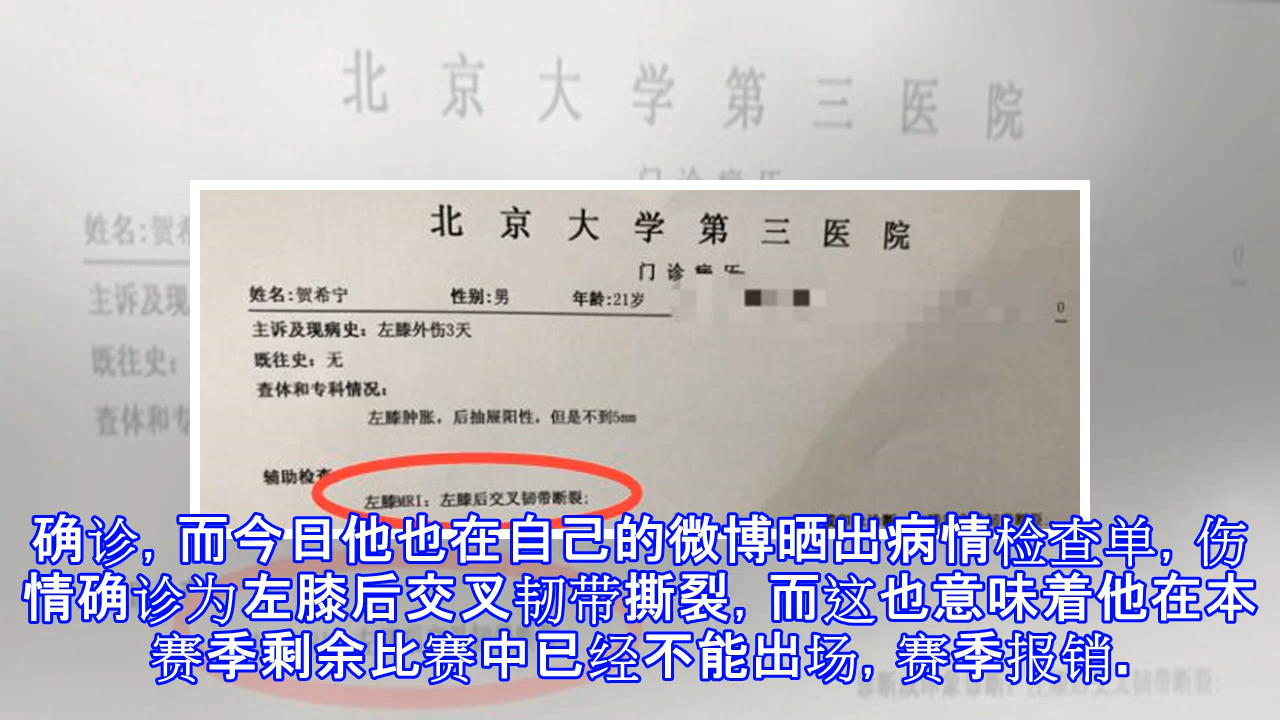 北京大学第三医院
门诊病历
姓名:贺希宁 性别:男 年龄:21岁
0
主诉及现病史：左膝外伤3天
既往史：无
查体和专科情况：
左膝肿胀，后抽屉阳性，但是不到5mm
辅助检查
左膝MRI：左膝后交叉韧带断裂;
确诊, 而今日他也在自己的微博晒出病情检查单, 伤
情确诊为左膝后交叉韧带撕裂, 而这也意味着他在本
赛季剩余比赛中已经不能出场, 赛季报销.